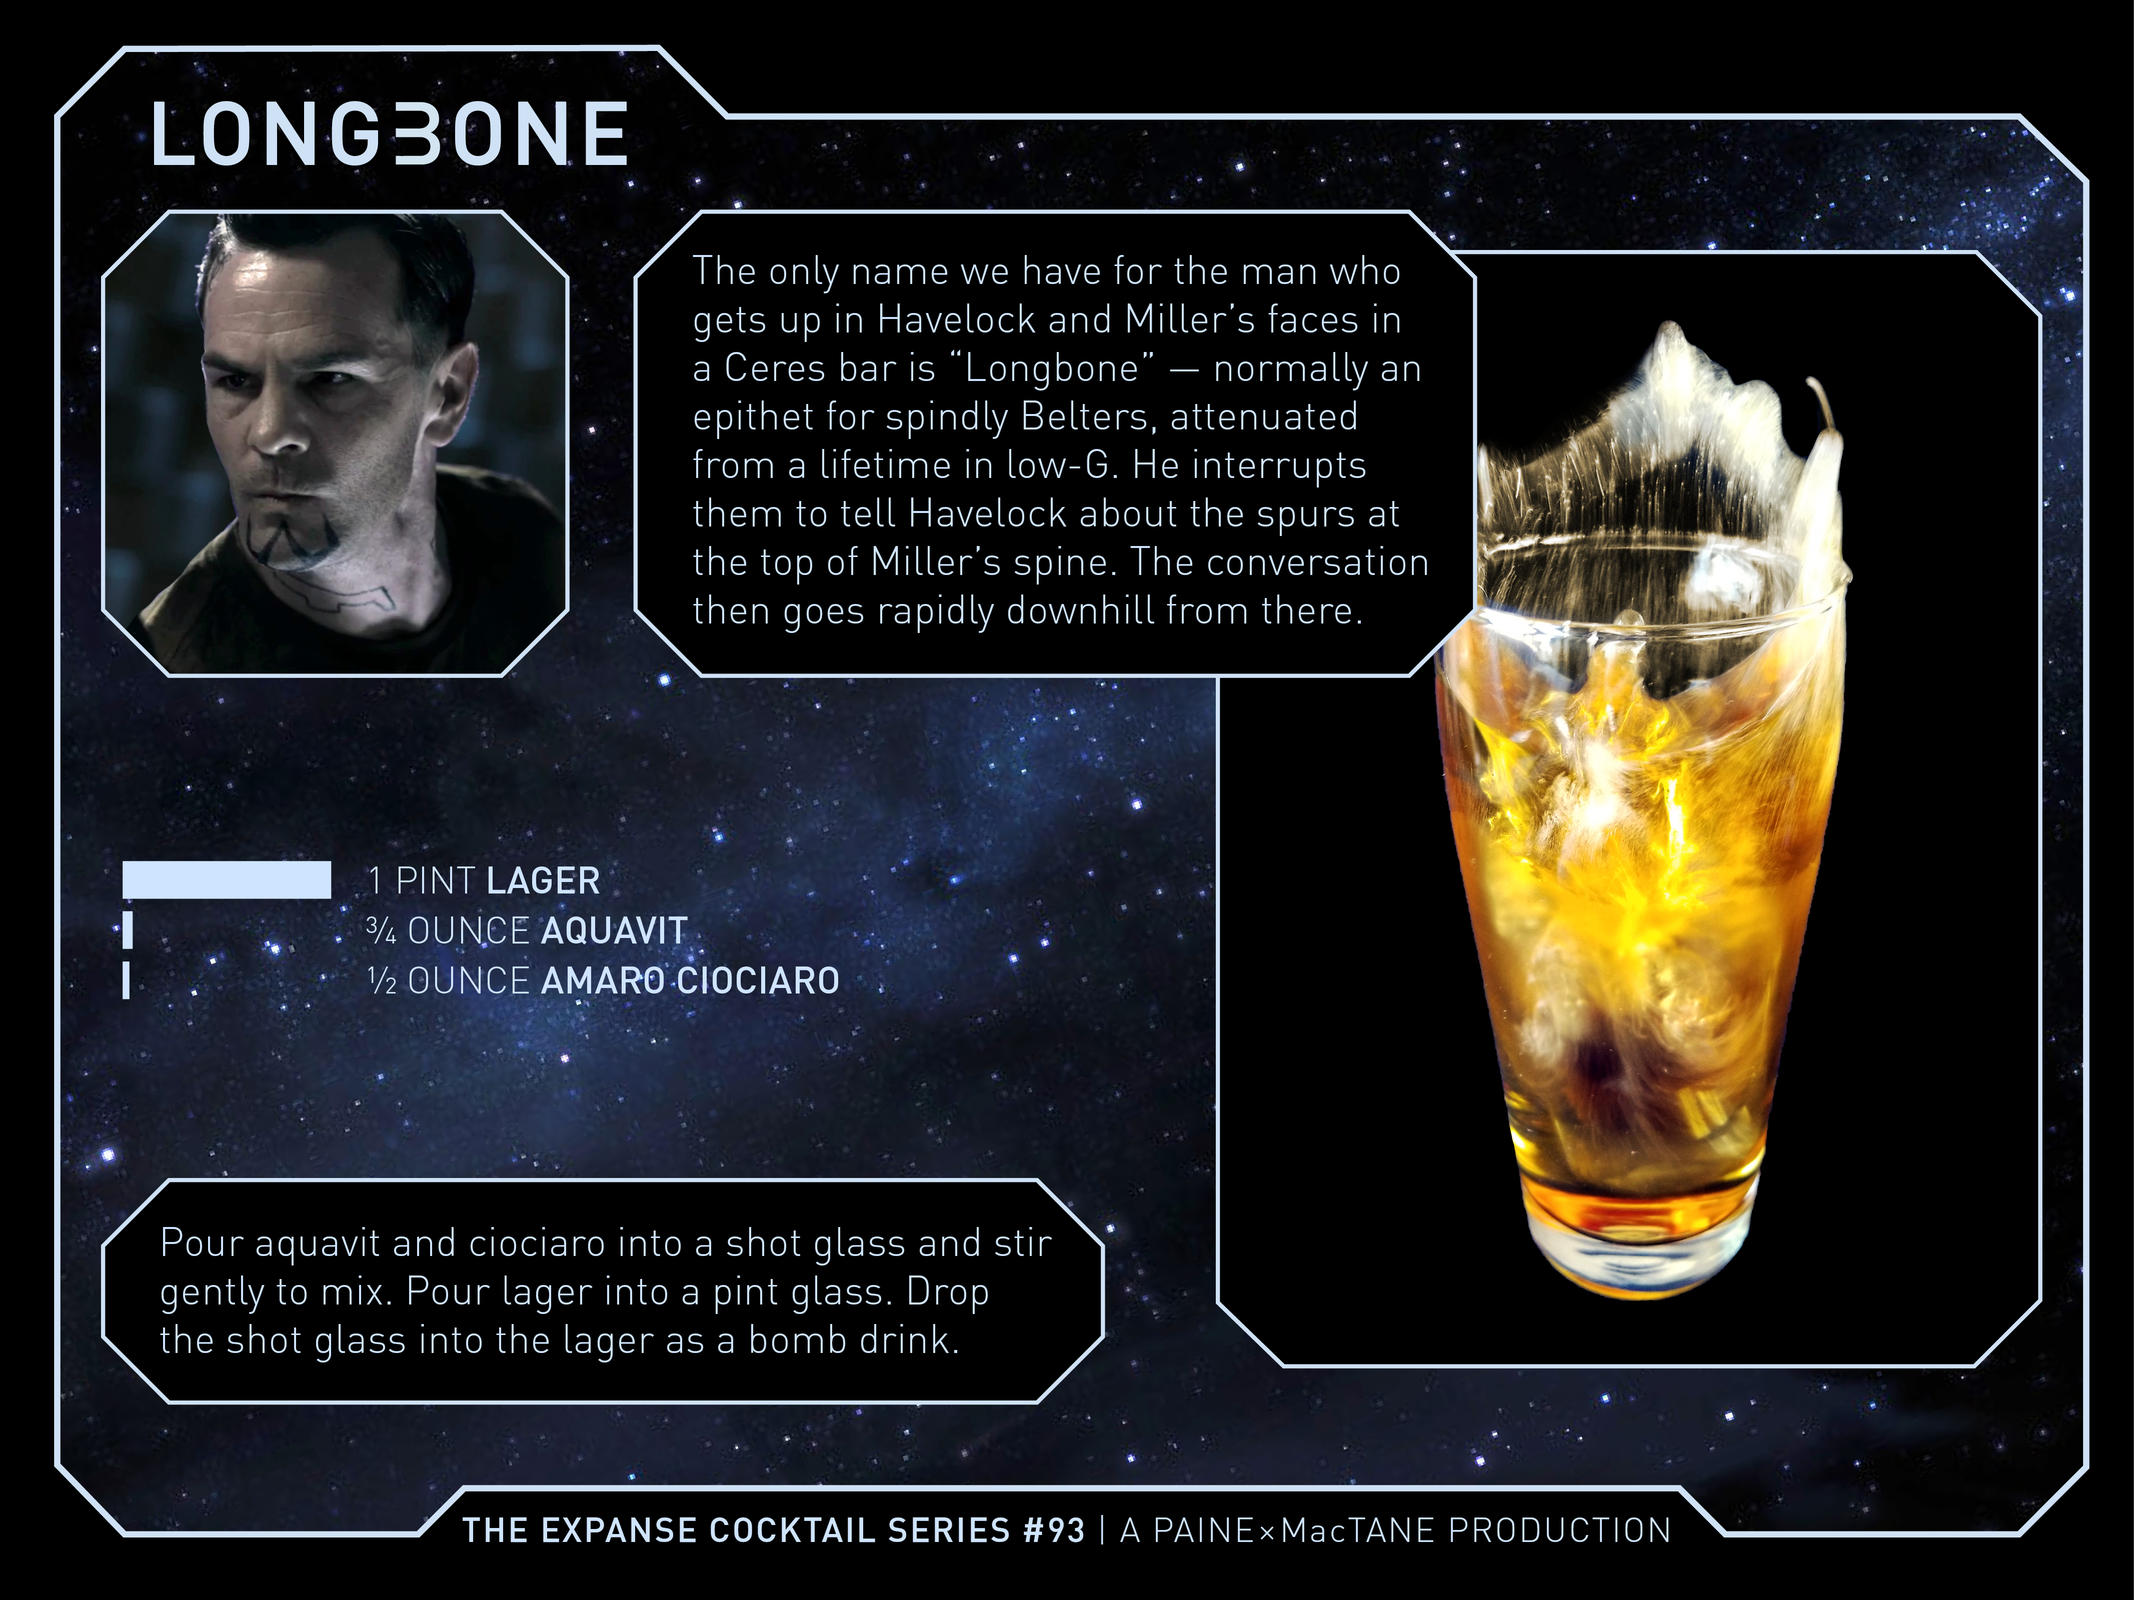 LONGBONE
The only name we have for the man who
gets up in Havelock and Miller’s faces in
a Ceres bar is “Longbone” — normally an
epithet for spindly Belters, attenuated
from a lifetime in low-G. He interrupts
them to tell Havelock about the spurs at
the top of Miller’s spine. The conversation
then goes rapidly downhill from there.
1 PINT LAGER
¾ OUNCE AQUAVIT
½ OUNCE AMARO CIOCIARO
Pour aquavit and ciociaro into a shot glass and stir
gently to mix. Pour lager into a pint glass. Drop
the shot glass into the lager as a bomb drink.
THE EXPANSE COCKTAIL SERIES #93 | A PAINE×MacTANE PRODUCTION